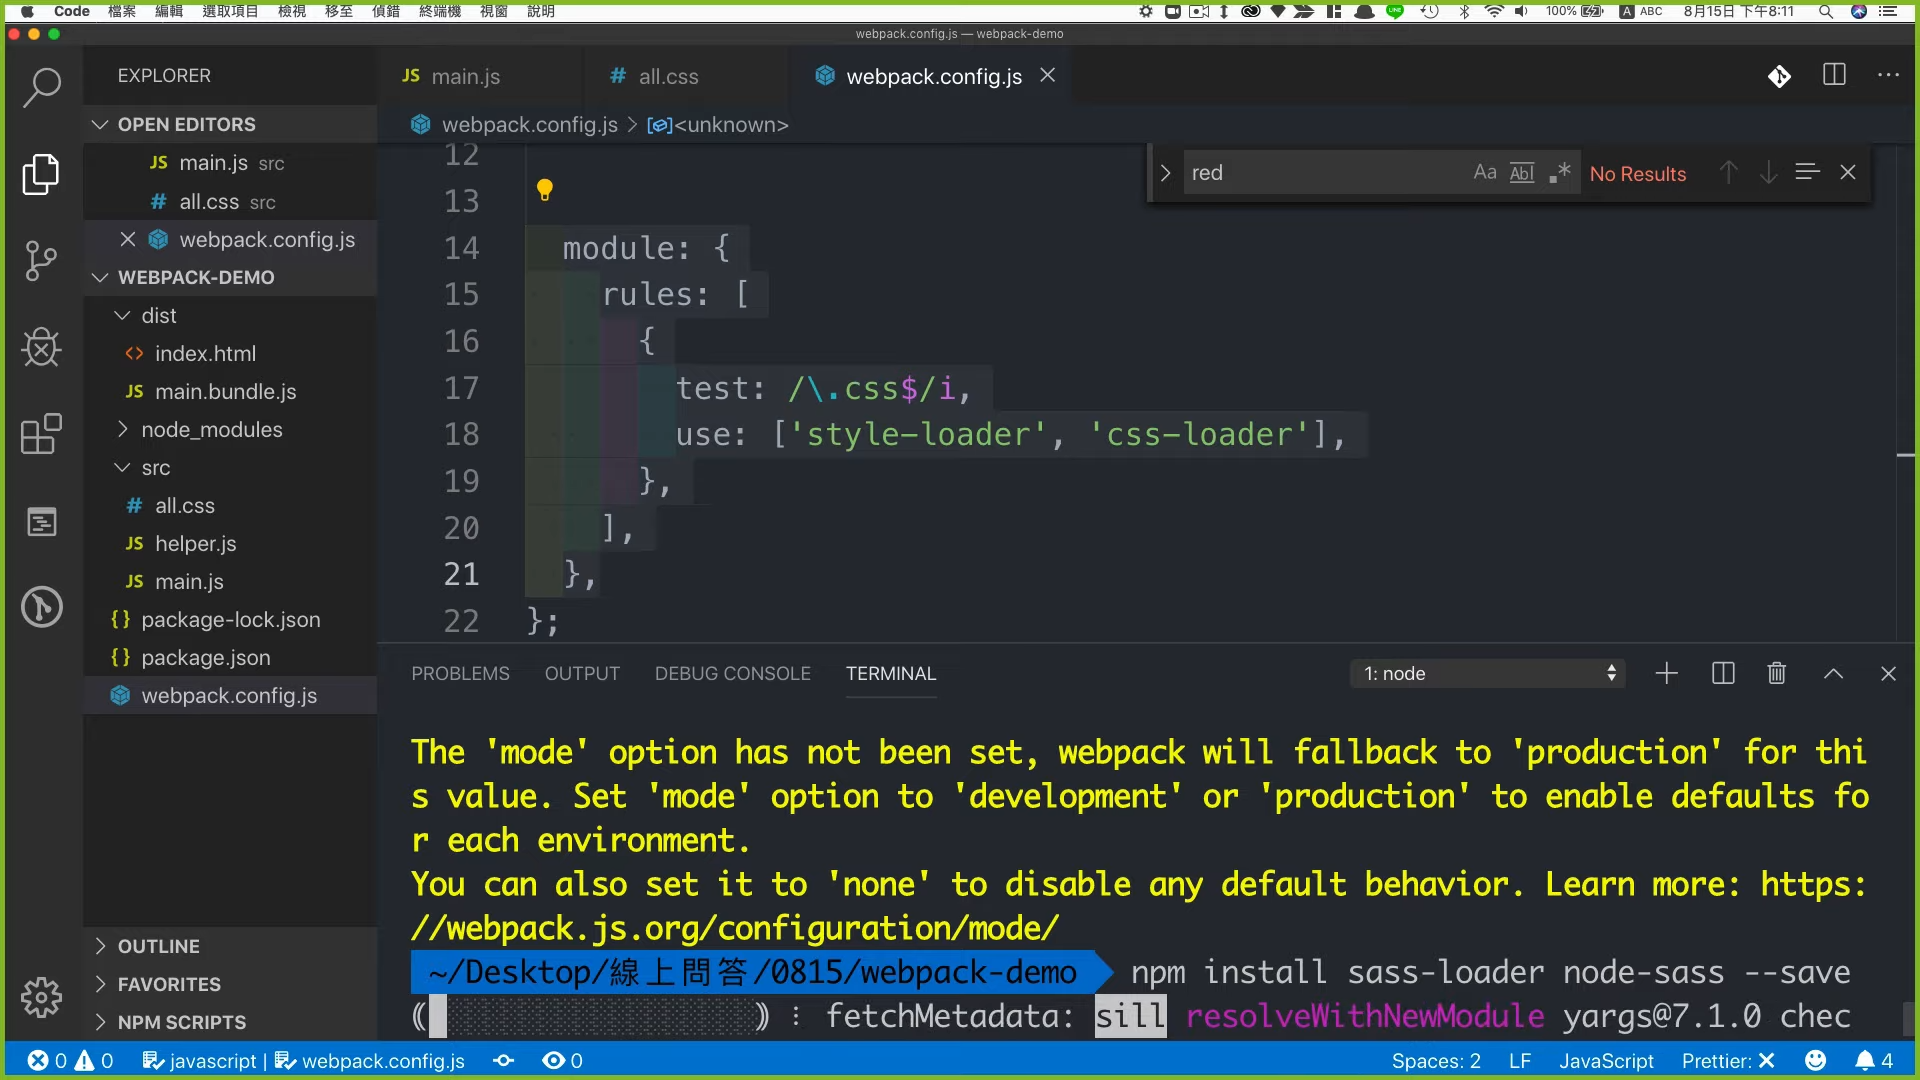 Code 檔案 編輯 選取項目 檢視 移至 偵錯 終端機 視窗 說明
LINE 100% A ABC 8月15日 下午8:11
webpack.config.js — webpack-demo
EXPLORER
OPEN EDITORS
JS main.js src
# all.css src
webpack.config.js
WEBPACK-DEMO
dist
<> index.html
JS main.bundle.js
node_modules
src
# all.css
JS helper.js
JS main.js
{} package-lock.json
{} package.json
webpack.config.js
OUTLINE
FAVORITES
NPM SCRIPTS
JS main.js
# all.css
webpack.config.js
webpack.config.js > <unknown>
red Aa Abl .* No Results
12
13
14 module: {
15 rules: [
16 {
17 test: /\.css$/i,
18 use: ['style-loader', 'css-loader'],
19 },
20 ],
21 },
22 };
PROBLEMS OUTPUT DEBUG CONSOLE TERMINAL 1: node
The 'mode' option has not been set, webpack will fallback to 'production' for thi
s value. Set 'mode' option to 'development' or 'production' to enable defaults fo
r each environment.
You can also set it to 'none' to disable any default behavior. Learn more: https:
//webpack.js.org/configuration/mode/
~/Desktop/線上問答/0815/webpack-demo npm install sass-loader node-sass --save
( ) ⋮ fetchMetadata: sill resolveWithNewModule yargs@7.1.0 chec
0 0 javascript | webpack.config.js 0 Spaces: 2 LF JavaScript Prettier: ✕ 4